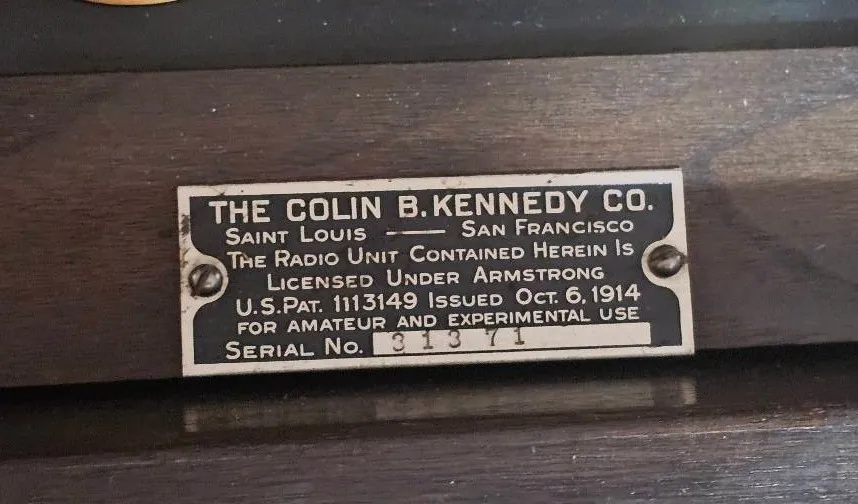 THE COLIN B. KENNEDY CO.
SAINT LOUIS — SAN FRANCISCO
THE RADIO UNIT CONTAINED HEREIN IS
LICENSED UNDER ARMSTRONG
U.S. PAT. 1113149 ISSUED OCT. 6, 1914
FOR AMATEUR AND EXPERIMENTAL USE
SERIAL NO. 31371